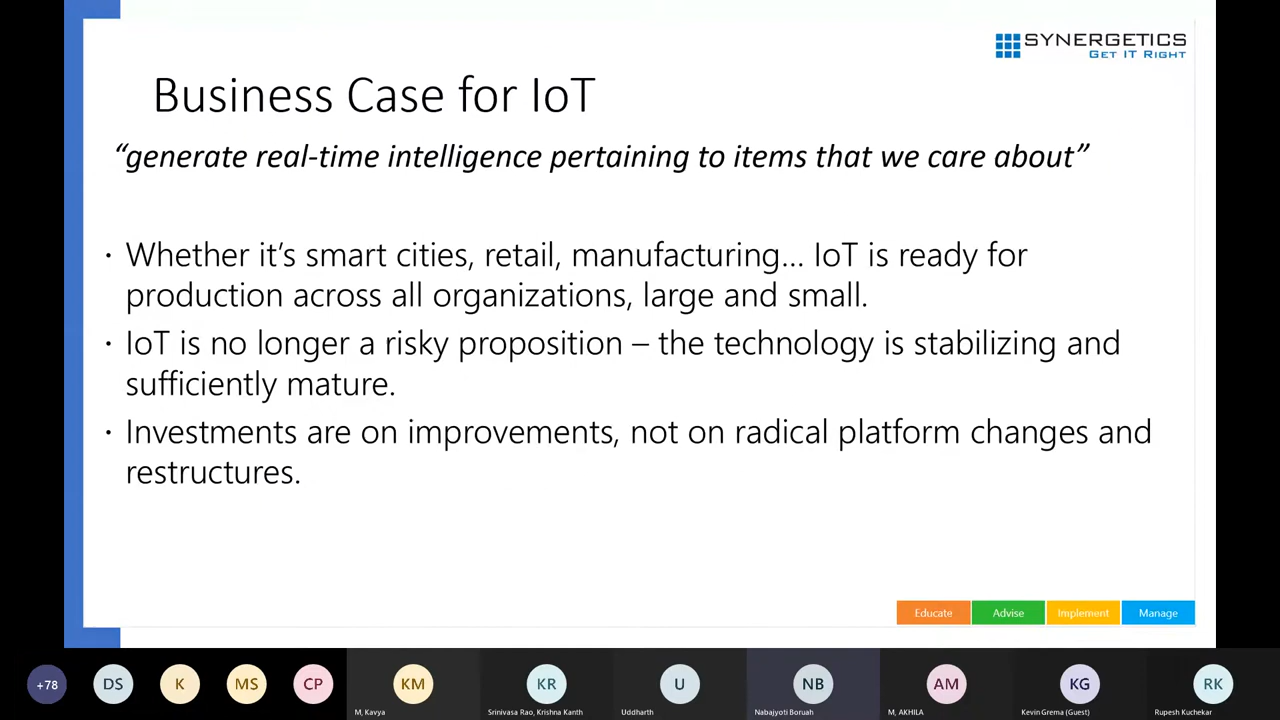 SYNERGETICS
GET IT RIGHT
Business Case for IoT
“generate real-time intelligence pertaining to items that we care about”
· Whether it’s smart cities, retail, manufacturing... IoT is ready for
production across all organizations, large and small.
· IoT is no longer a risky proposition – the technology is stabilizing and
sufficiently mature.
· Investments are on improvements, not on radical platform changes and
restructures.
Educate Advise Implement Manage
+78 DS K MS CP KM KR U NB AM KG RK
M, Kavya Srinivasa Rao, Krishna Kanth Uddharth Nabajyoti Boruah M, AKHILA Kevin Grema (Guest) Rupesh Kuchekar